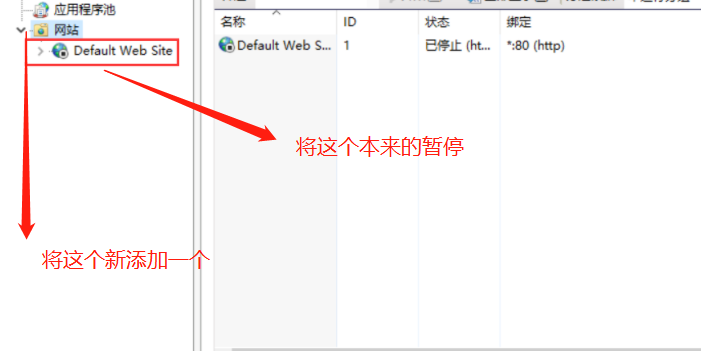 应用程序池
网站
Default Web Site
名称 ID 状态 绑定
Default Web S... 1 已停止 (ht... *:80 (http)
将这个本来的暂停
将这个新添加一个